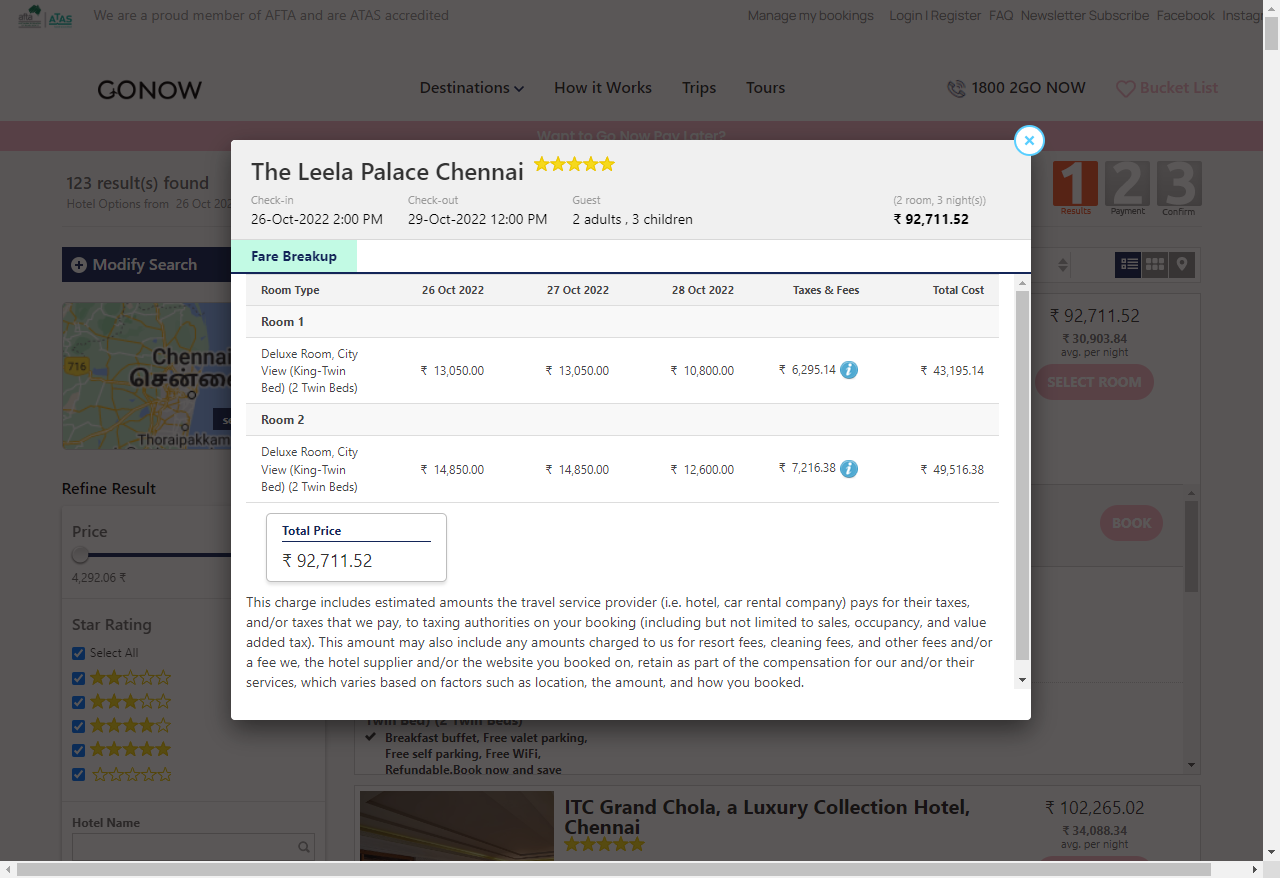 We are a proud member of AFTA and are ATAS accredited
Manage my bookings Login | Register FAQ Newsletter Subscribe Facebook
GONOW
Destinations How it Works Trips Tours 1800 2GO NOW Bucket List
Want to Go Now Pay Later?
The Leela Palace Chennai
Check-in Check-out Guest (2 room, 3 night(s))
26-Oct-2022 2:00 PM 29-Oct-2022 12:00 PM 2 adults , 3 children ₹ 92,711.52
Fare Breakup
Room Type 26 Oct 2022 27 Oct 2022 28 Oct 2022 Taxes & Fees Total Cost
Room 1
Deluxe Room, City
View (King-Twin
Bed) (2 Twin Beds)
₹ 13,050.00 ₹ 13,050.00 ₹ 10,800.00 ₹ 6,295.14 ₹ 43,195.14
Room 2
Deluxe Room, City
View (King-Twin
Bed) (2 Twin Beds)
₹ 14,850.00 ₹ 14,850.00 ₹ 12,600.00 ₹ 7,216.38 ₹ 49,516.38
Total Price
₹ 92,711.52
This charge includes estimated amounts the travel service provider (i.e. hotel, car rental company) pays for their taxes,
and/or taxes that we pay, to taxing authorities on your booking (including but not limited to sales, occupancy, and value
added tax). This amount may also include any amounts charged to us for resort fees, cleaning fees, and other fees and/or
a fee we, the hotel supplier and/or the website you booked on, retain as part of the compensation for our and/or their
services, which varies based on factors such as location, the amount, and how you booked.
123 result(s) found
Hotel Options from 26 Oct
1 2 3
Results Payment Confirm
Modify Search
716
Chennai
Thoraipakkam
Refine Result
Price
4,292.06 ₹
Star Rating
Select All
Hotel Name
₹ 92,711.52
₹ 30,903.84
avg. per night
SELECT ROOM
BOOK
Twin Bed) (2 Twin Beds)
Breakfast buffet, Free valet parking,
Free self parking, Free WiFi,
Refundable.Book now and save
ITC Grand Chola, a Luxury Collection Hotel,
Chennai
₹ 102,265.02
₹ 34,088.34
avg. per night